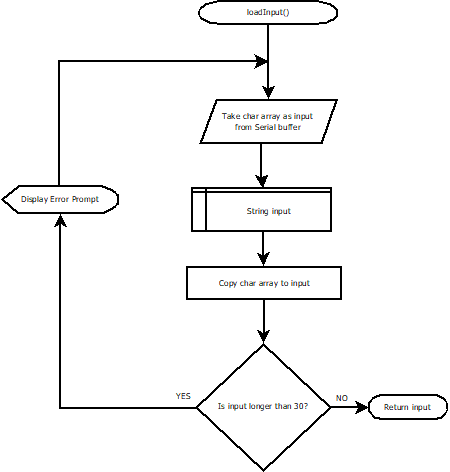 loadInput()
Take char array as input
from Serial buffer
Display Error Prompt
String input
Copy char array to input
YES
Is input longer than 30?
NO
Return input